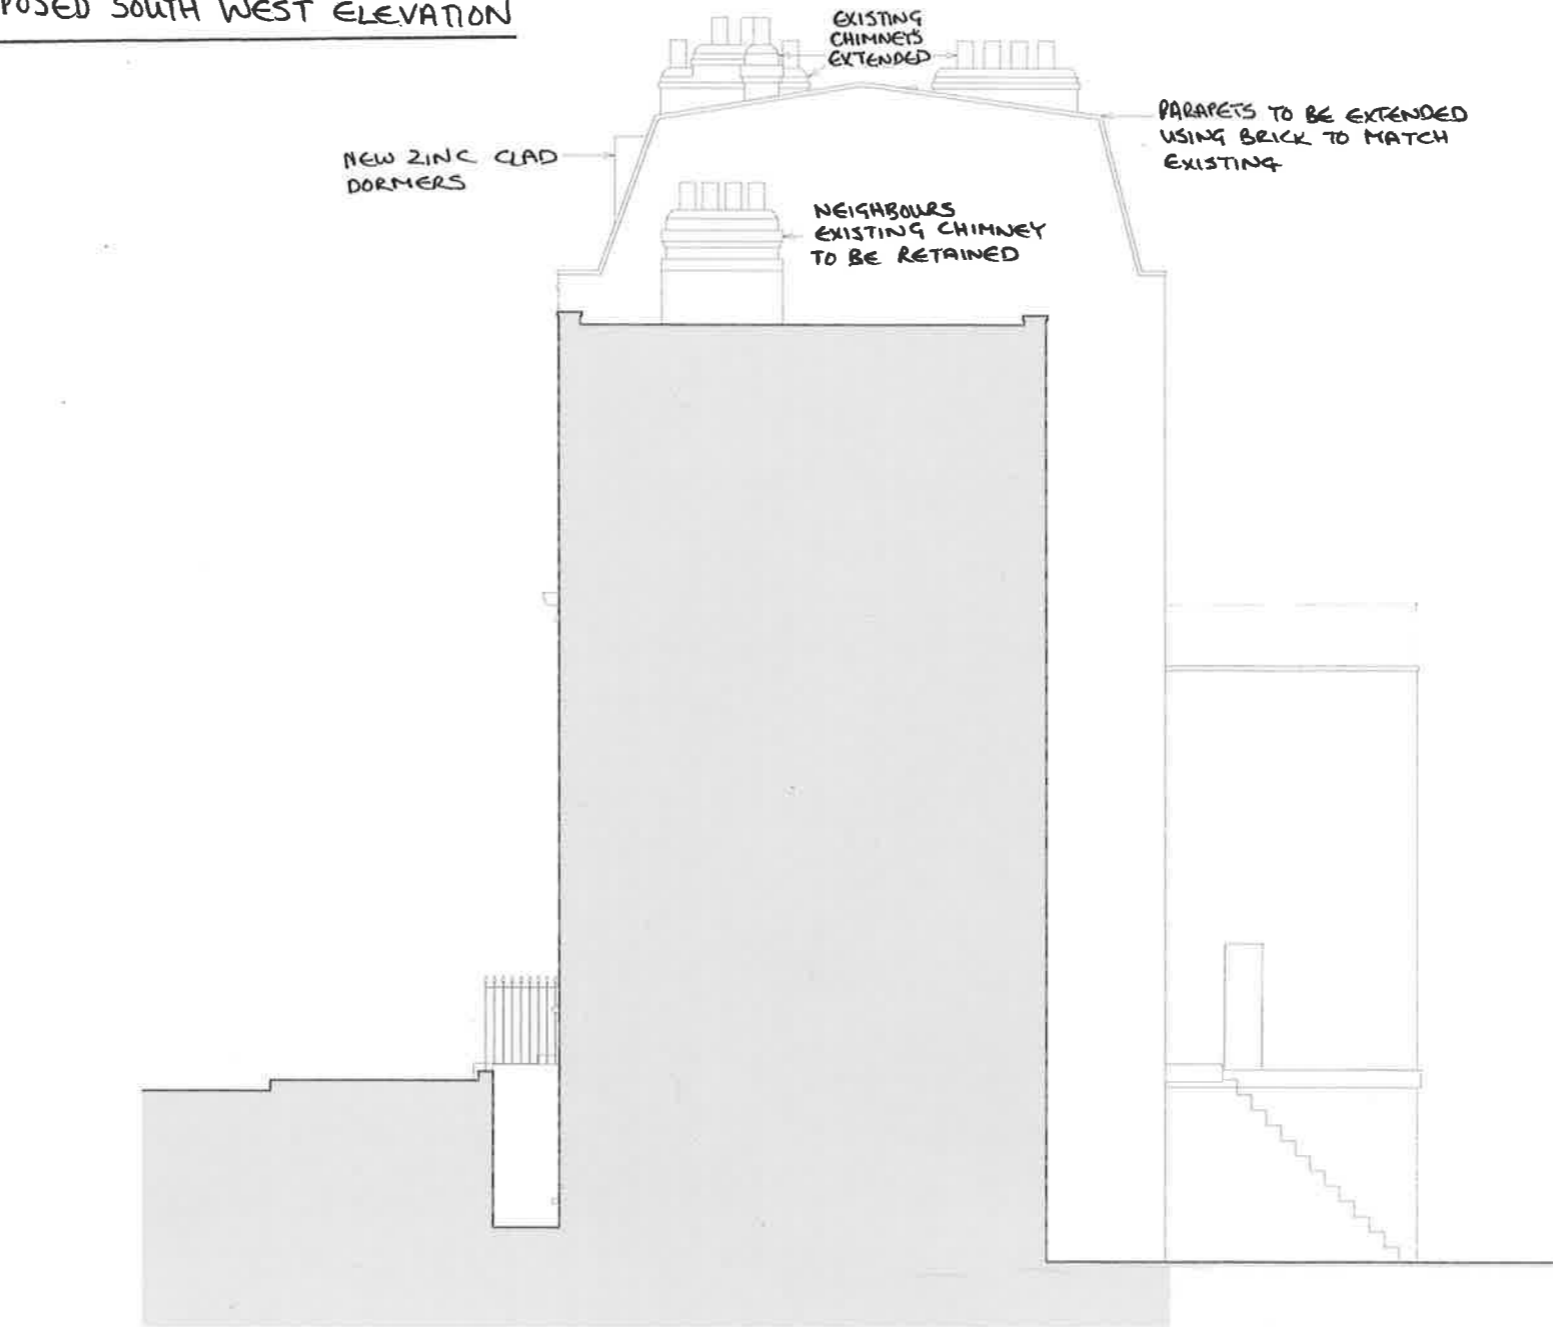 SOUTH WEST ELEVATION
EXISTING
CHIMNEYS
EXTENDED
PARAPETS TO BE EXTENDED
USING BRICK TO MATCH
EXISTING
NEW ZINC CLAD
DORMERS
NEIGHBOURS
EXISTING CHIMNEY
TO BE RETAINED